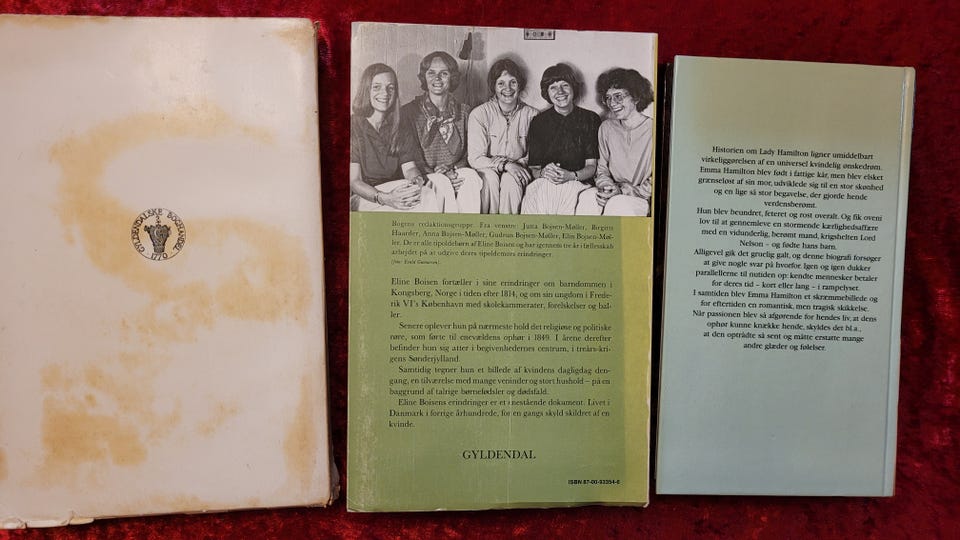 GYLDENDALSKE BOGHANDEL
1770
Bogens redaktionsgruppe. Fra venstre: Jutta Bojsen-Møller, Birgitte
Haarder, Anna Bojsen-Møller, Gudrun Bojsen-Møller, Elin Bojsen-Møl-
ler. De er alle tipoldebørn af Eline Boisen og har igennem tre år i fællesskab
arbejdet på at udgive deres tipoldemors erindringer.
(foto:
Eline Boisen fortæller i sine erindringer om barndommen i
Kongsberg, Norge i tiden efter 1814, og om sin ungdom i Frede-
rik VI's København med skolekammerater, forelskelser og bal-
ler.
Senere oplever hun på nærmeste hold det religiøse og politiske
røre, som førte til enevældens ophør i 1849. I årene derefter
befinder hun sig atter i begivenhedernes centrum, i treårs-kri-
gens Sønderjylland.
Samtidig tegner hun et billede af kvindens dagligdag den-
gang, en tilværelse med mange veninder og stort hushold – på en
baggrund af talrige børnefødsler og dødsfald.
Eline Boisens erindringer er et enestående dokument. Livet i
Danmark i forrige århundrede, for en gangs skyld skildret af en
kvinde.
GYLDENDAL
ISBN 87-00-93354-6
Historien om Lady Hamilton ligner umiddelbart
virkeliggørelsen af en universel kvindelig ønskedrøm.
Emma Hamilton blev født i fattige kår, men blev elsket
grænseløst af sin mor, udviklede sig til en stor skønhed
og en lige så stor begavelse, der gjorde hende
verdensberømt.
Hun blev beundret, feteret og rost overalt. Og fik oveni
lov til at gennemleve en stormende kærlighedsaffære
med en vidunderlig, berømt mand, krigshelten Lord
Nelson – og fødte hans barn.
Alligevel gik det gruelig galt, og denne biografi forsøger
at give nogle svar på hvorfor. Igen og igen dukker
parallellerne til nutiden op: kendte mennesker betaler
for deres tid – kort eller lang – i rampelyset.
I samtiden blev Emma Hamilton et skræmmebillede og
for eftertiden en romantisk, men tragisk skikkelse.
Når passionen blev så afgørende for hendes liv, at dens
ophør kunne knække hende, skyldes det bl.a.,
at den optrådte så sent og måtte erstatte mange
andre glæder og følelser.